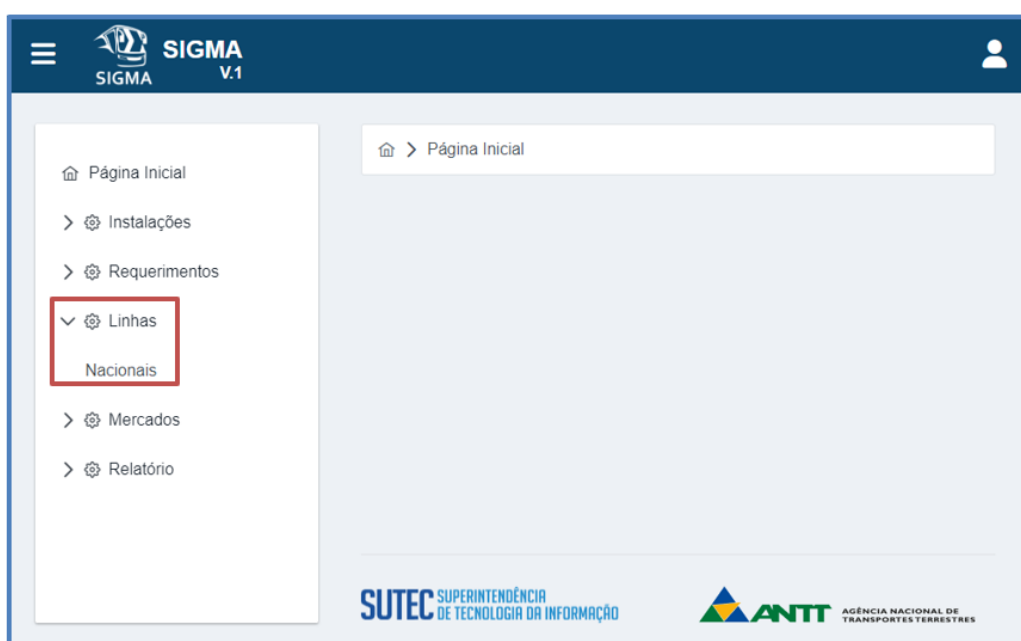 SIGMA
SIGMA
V.1
Página Inicial
Instalações
Requerimentos
Linhas
Nacionais
Mercados
Relatório
Página Inicial
SUTEC SUPERINTENDÊNCIA
DE TECNOLOGIA DA INFORMAÇÃO
ANTT AGÊNCIA NACIONAL DE
TRANSPORTES TERRESTRES